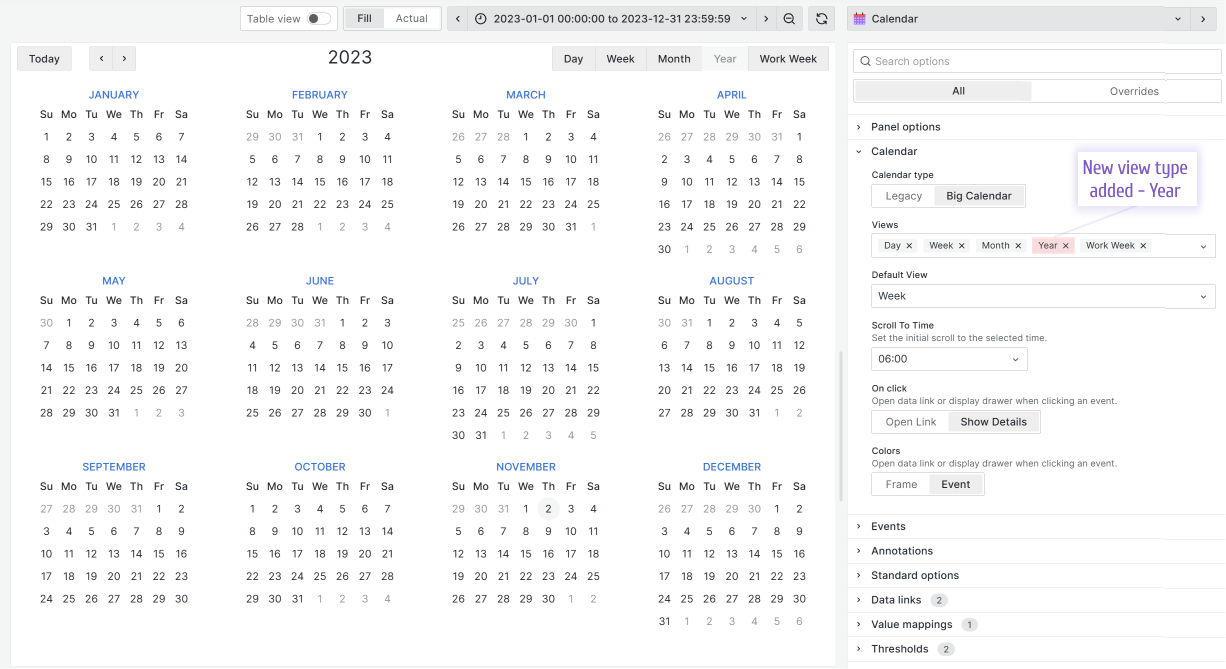 Table view Fill Actual 2023-01-01 00:00:00 to 2023-12-31 23:59:59
Today 2023 Day Week Month Year Work Week
JANUARY FEBRUARY MARCH APRIL
Su Mo Tu We Th Fr Sa Su Mo Tu We Th Fr Sa Su Mo Tu We Th Fr Sa Su Mo Tu We Th Fr Sa
1 2 3 4 5 6 7 29 30 31 1 2 3 4 26 27 28 1 2 3 4 26 27 28 29 30 31 1
8 9 10 11 12 13 14 5 6 7 8 9 10 11 5 6 7 8 9 10 11 2 3 4 5 6 7 8
15 16 17 18 19 20 21 12 13 14 15 16 17 18 12 13 14 15 16 17 18 9 10 11 12 13 14 15
22 23 24 25 26 27 28 19 20 21 22 23 24 25 19 20 21 22 23 24 25 16 17 18 19 20 21 22
29 30 31 1 2 3 4 26 27 28 1 2 3 4 26 27 28 29 30 31 1 23 24 25 26 27 28 29
30 1 2 3 4 5 6
MAY JUNE JULY AUGUST
Su Mo Tu We Th Fr Sa Su Mo Tu We Th Fr Sa Su Mo Tu We Th Fr Sa Su Mo Tu We Th Fr Sa
30 1 2 3 4 5 6 28 29 30 31 1 2 3 25 26 27 28 29 30 1 30 31 1 2 3 4 5
7 8 9 10 11 12 13 4 5 6 7 8 9 10 2 3 4 5 6 7 8 6 7 8 9 10 11 12
14 15 16 17 18 19 20 11 12 13 14 15 16 17 9 10 11 12 13 14 15 13 14 15 16 17 18 19
21 22 23 24 25 26 27 18 19 20 21 22 23 24 16 17 18 19 20 21 22 20 21 22 23 24 25 26
28 29 30 31 1 2 3 25 26 27 28 29 30 1 23 24 25 26 27 28 29 27 28 29 30 31 1 2
30 31 1 2 3 4 5
SEPTEMBER OCTOBER NOVEMBER DECEMBER
Su Mo Tu We Th Fr Sa Su Mo Tu We Th Fr Sa Su Mo Tu We Th Fr Sa Su Mo Tu We Th Fr Sa
27 28 29 30 31 1 2 1 2 3 4 5 6 7 29 30 31 1 2 3 4 26 27 28 29 30 1 2
3 4 5 6 7 8 9 8 9 10 11 12 13 14 5 6 7 8 9 10 11 3 4 5 6 7 8 9
10 11 12 13 14 15 16 15 16 17 18 19 20 21 12 13 14 15 16 17 18 10 11 12 13 14 15 16
17 18 19 20 21 22 23 22 23 24 25 26 27 28 19 20 21 22 23 24 25 17 18 19 20 21 22 23
24 25 26 27 28 29 30 29 30 31 1 2 3 4 26 27 28 29 30 1 2 24 25 26 27 28 29 30
31 1 2 3 4 5 6
Calendar
Search options
All Overrides
Panel options
Calendar
Calendar type
Legacy Big Calendar
New view type
added - Year
Views
Day Week Month Year Work Week
Default View
Week
Scroll To Time
Set the initial scroll to the selected time.
06:00
On click
Open data link or display drawer when clicking an event.
Open Link Show Details
Colors
Open data link or display drawer when clicking an event.
Frame Event
Events
Annotations
Standard options
Data links 2
Value mappings 1
Thresholds 2